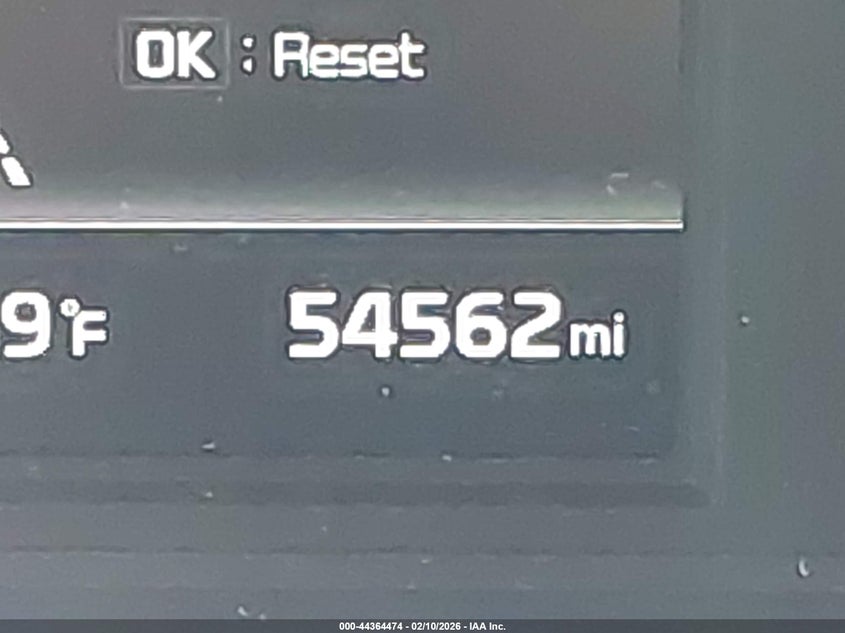 OK : Reset
9°F 54562 mi
000-44364474 - 02/10/2026 - IAA Inc.